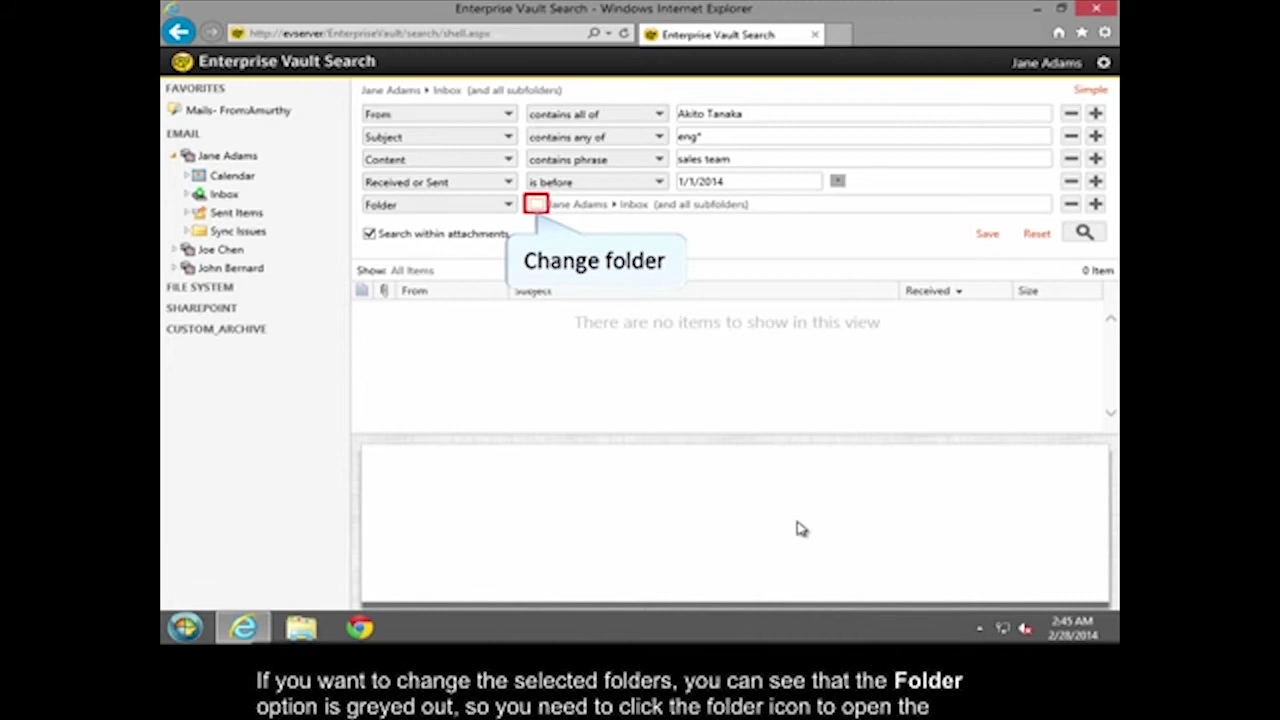 Enterprise Vault Search - Windows Internet Explorer
http://evserver/EnterpriseVault/search/shell.aspx
Enterprise Vault Search
Enterprise Vault Search
Jane Adams
FAVORITES
Mails- FromAmurthy
EMAIL
Jane Adams
Calendar
Inbox
Sent Items
Sync Issues
Joe Chen
John Bernard
FILE SYSTEM
SHAREPOINT
CUSTOM_ARCHIVE
Jane Adams Inbox (and all subfolders)
Simple
From contains all of Akito Tanaka
Subject contains any of eng*
Content contains phrase sales team
Received or Sent is before 1/1/2014
Folder Jane Adams Inbox (and all subfolders)
Search within attachments
Save Reset
Change folder
Show: All Items
0 Item
From Subject Received Size
There are no items to show in this view
2:45 AM
2/28/2014
If you want to change the selected folders, you can see that the Folder
option is greyed out, so you need to click the folder icon to open the